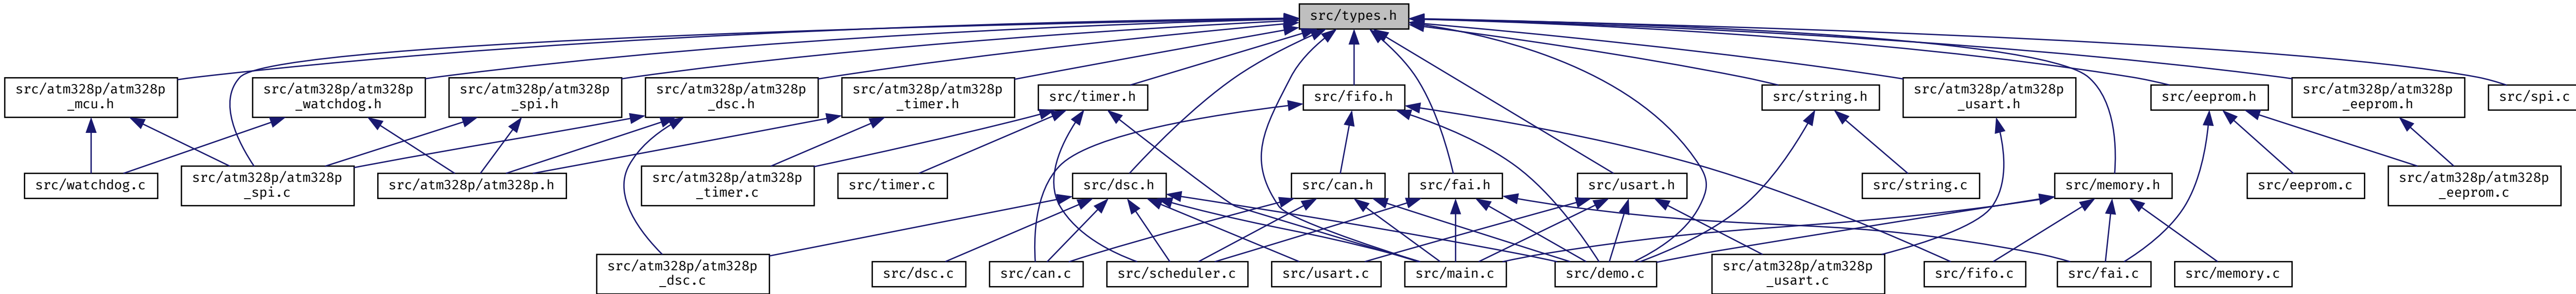 src/types.h
src/atm328p/atm328p
_mcu.h
src/atm328p/atm328p
_watchdog.h
src/atm328p/atm328p
_spi.h
src/atm328p/atm328p
_dsc.h
src/atm328p/atm328p
_timer.h
src/timer.h
src/fifo.h
src/string.h
src/atm328p/atm328p
_usart.h
src/eeprom.h
src/atm328p/atm328p
_eeprom.h
src/spi.c
src/watchdog.c
src/atm328p/atm328p
_spi.c
src/atm328p/atm328p.h
src/atm328p/atm328p
_timer.c
src/timer.c
src/dsc.h
src/can.h
src/fai.h
src/usart.h
src/string.c
src/memory.h
src/eeprom.c
src/atm328p/atm328p
_eeprom.c
src/atm328p/atm328p
_dsc.c
src/dsc.c
src/can.c
src/scheduler.c
src/usart.c
src/main.c
src/demo.c
src/atm328p/atm328p
_usart.c
src/fifo.c
src/fai.c
src/memory.c